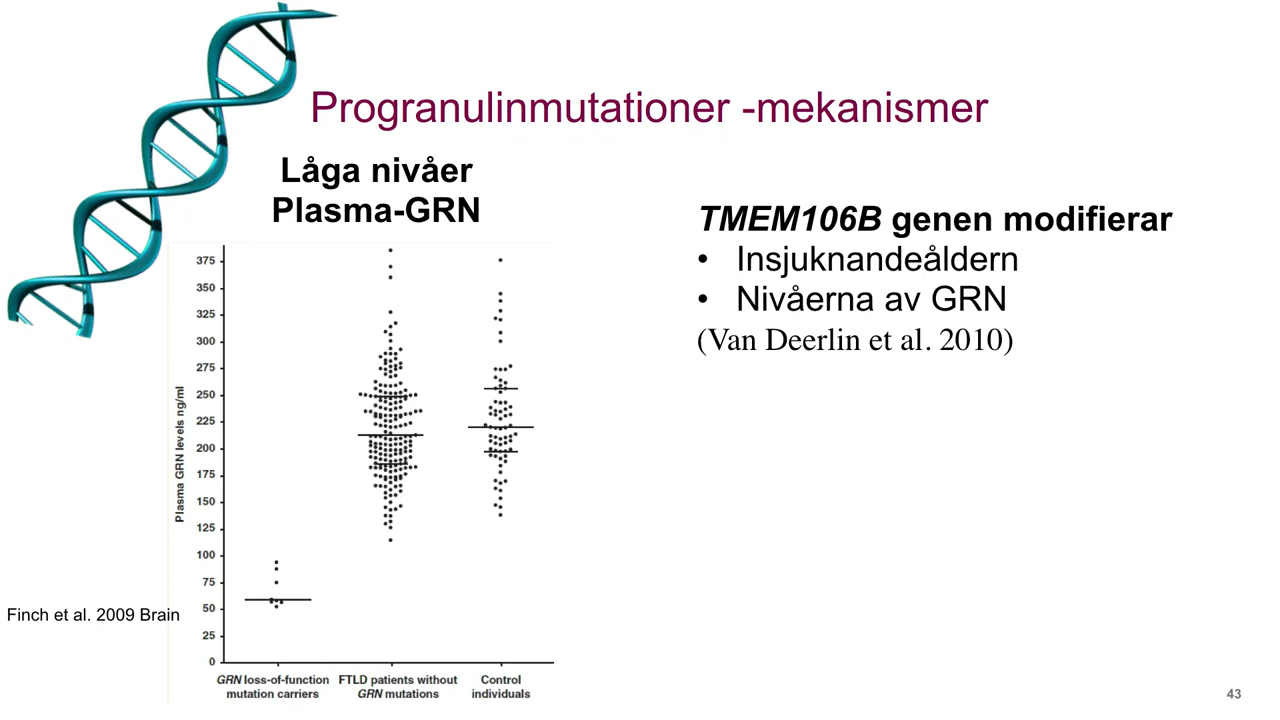 Progranulinmutationer -mekanismer
Låga nivåer
Plasma-GRN
TMEM106B genen modifierar
• Insjuknandeåldern
• Nivåerna av GRN
(Van Deerlin et al. 2010)
Plasma GRN levels ng/ml
375
350
325
300
275
250
225
200
175
150
125
100
75
50
25
0
GRN loss-of-function
mutation carriers
FTLD patients without
GRN mutations
Control
individuals
Finch et al. 2009 Brain
43